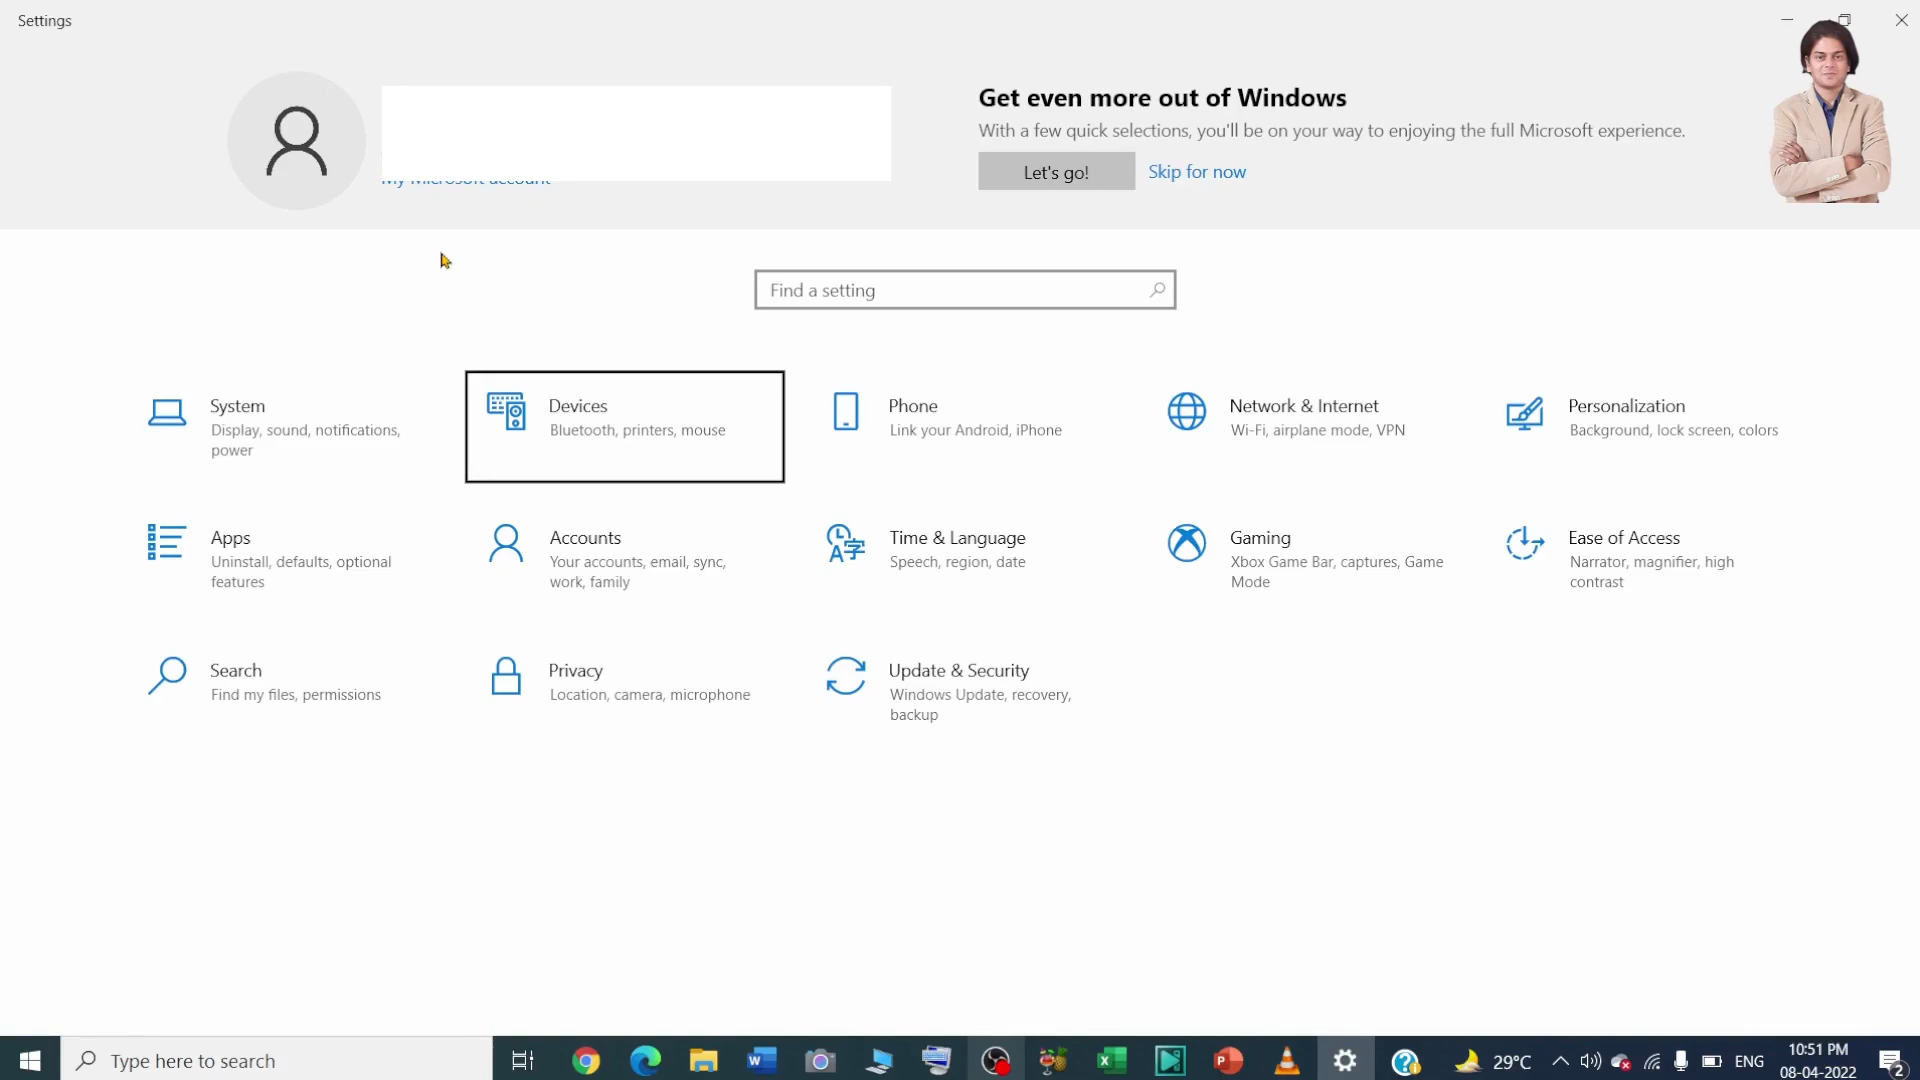 Settings
Get even more out of Windows
With a few quick selections, you'll be on your way to enjoying the full Microsoft experience.
My Microsoft account
Let's go!
Skip for now
Find a setting
System
Display, sound, notifications,
power
Devices
Bluetooth, printers, mouse
Phone
Link your Android, iPhone
Network & Internet
Wi-Fi, airplane mode, VPN
Personalization
Background, lock screen, colors
Apps
Uninstall, defaults, optional
features
Accounts
Your accounts, email, sync,
work, family
Time & Language
Speech, region, date
Gaming
Xbox Game Bar, captures, Game
Mode
Ease of Access
Narrator, magnifier, high
contrast
Search
Find my files, permissions
Privacy
Location, camera, microphone
Update & Security
Windows Update, recovery,
backup
Type here to search
29°C
ENG
10:51 PM
08-04-2022
2